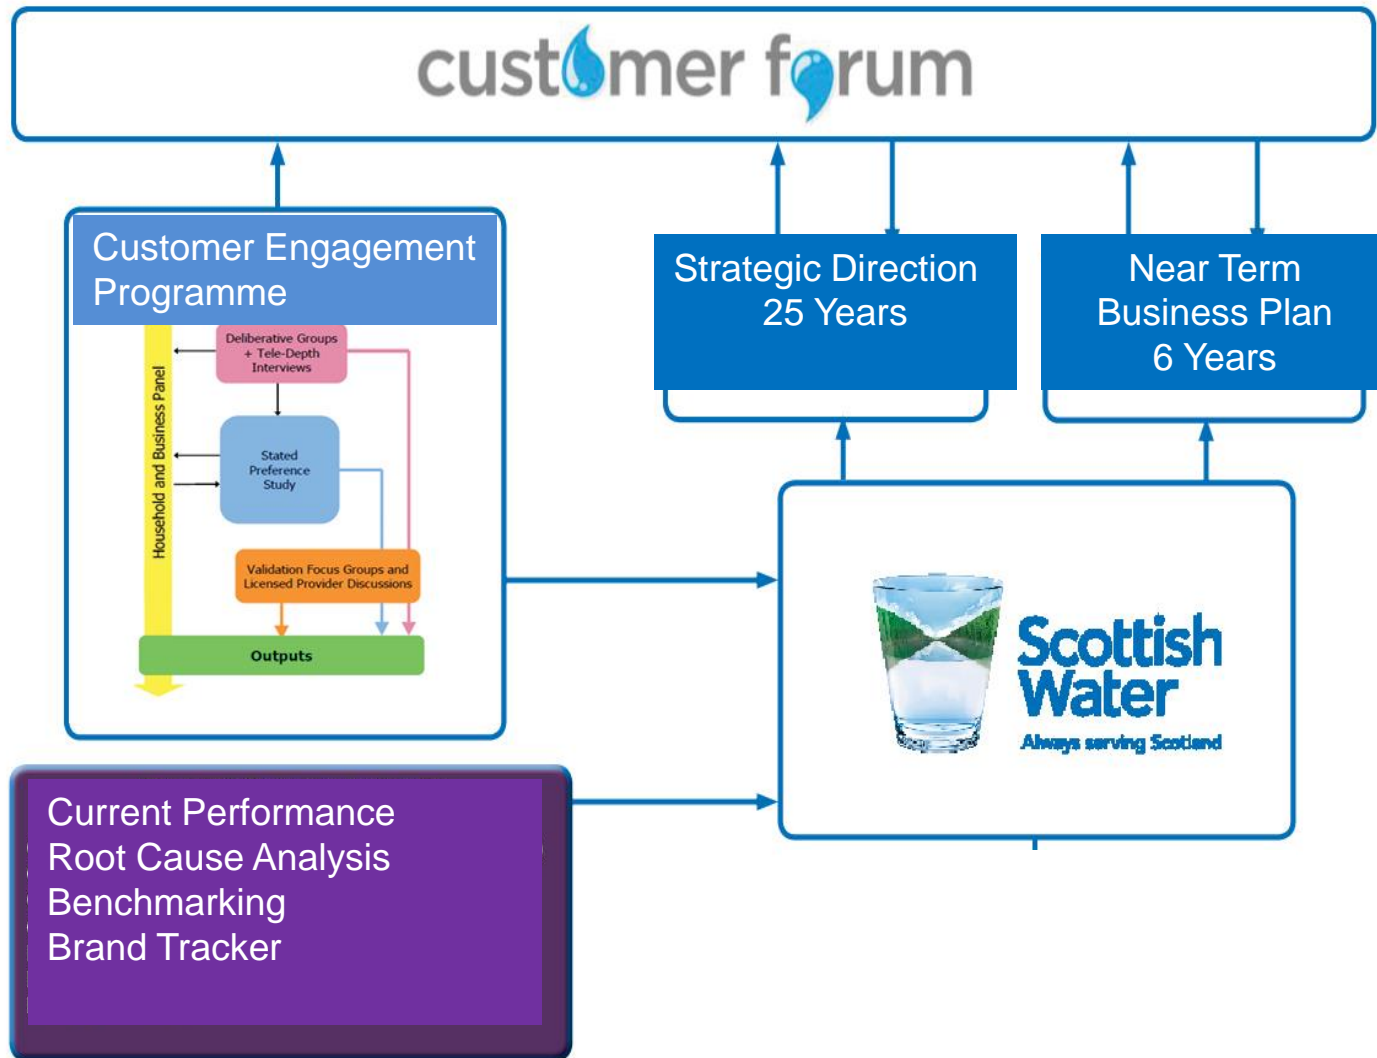 customer forum
Customer Engagement
Programme
Strategic Direction
25 Years
Near Term
Business Plan
6 Years
Household and Business Panel
Deliberative Groups
+ Tele-Depth
Interviews
Stated
Preference
Study
Validation Focus Groups and
Licensed Provider Discussions
Outputs
Scottish
Water
Always serving Scotland
Current Performance
Root Cause Analysis
Benchmarking
Brand Tracker